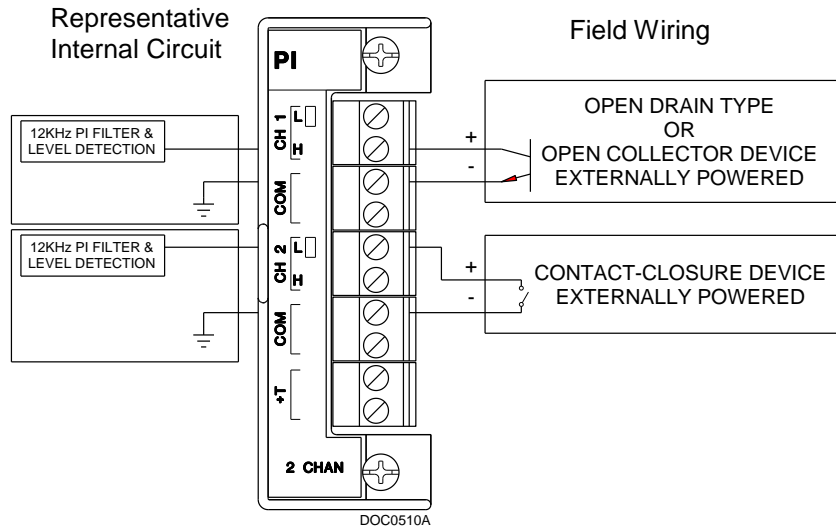 Representative
Internal Circuit
Field Wiring
PI
12KHz PI FILTER &
LEVEL DETECTION
CH 1
L
H
COM
12KHz PI FILTER &
LEVEL DETECTION
CH 2
L
H
COM
+T
2 CHAN
+
-
OPEN DRAIN TYPE
OR
OPEN COLLECTOR DEVICE
EXTERNALLY POWERED
+
-
CONTACT-CLOSURE DEVICE
EXTERNALLY POWERED
DOC0510A